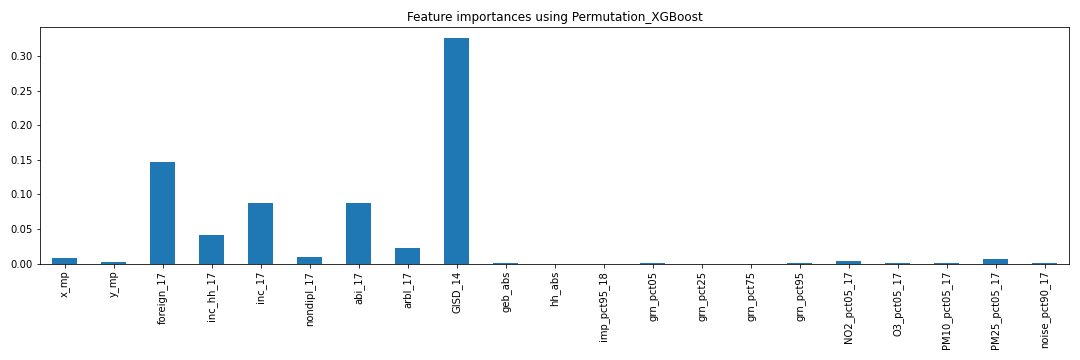 Feature importances using Permutation_XGBoost
0.30
0.25
0.20
0.15
0.10
0.05
0.00
x_mp
y_mp
foreign_17
inc_hh_17
inc_17
nondipl_17
abi_17
arbl_17
GISD_14
geb_abs
hh_abs
imp_pct95_18
grn_pct05
grn_pct25
grn_pct75
grn_pct95
NO2_pct05_17
O3_pct05_17
PM10_pct05_17
PM25_pct05_17
noise_pct90_17